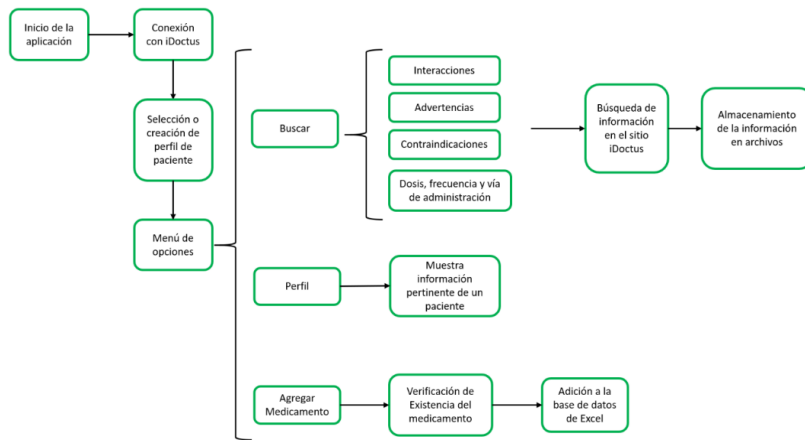 Inicio de la
aplicación
Conexión
con iDoctus
Selección o
creación de
perfil de
paciente
Menú de
opciones
Buscar
Interacciones
Advertencias
Contraindicaciones
Dosis, frecuencia y vía
de administración
Búsqueda de
información
en el sitio
iDoctus
Almacenamiento
de la información
en archivos
Perfil
Muestra
información
pertinente de un
paciente
Agregar
Medicamento
Verificación de
Existencia del
medicamento
Adición a la
base de datos
de Excel